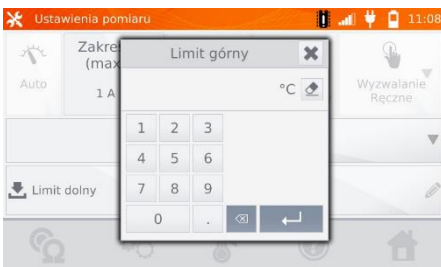 Ustawienia pomiaru 11:08
Auto
Zakre
(max
1 A
Limit górny
°C
Wyzwalanie
Ręczne
1 2 3
4 5 6
7 8 9
0 .
Limit dolny